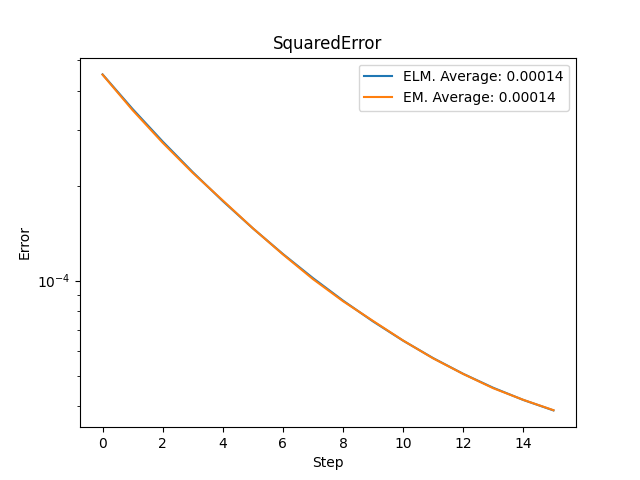 SquaredError
ELM. Average: 0.00014
EM. Average: 0.00014
Error
10⁻⁴
0 2 4 6 8 10 12 14
Step